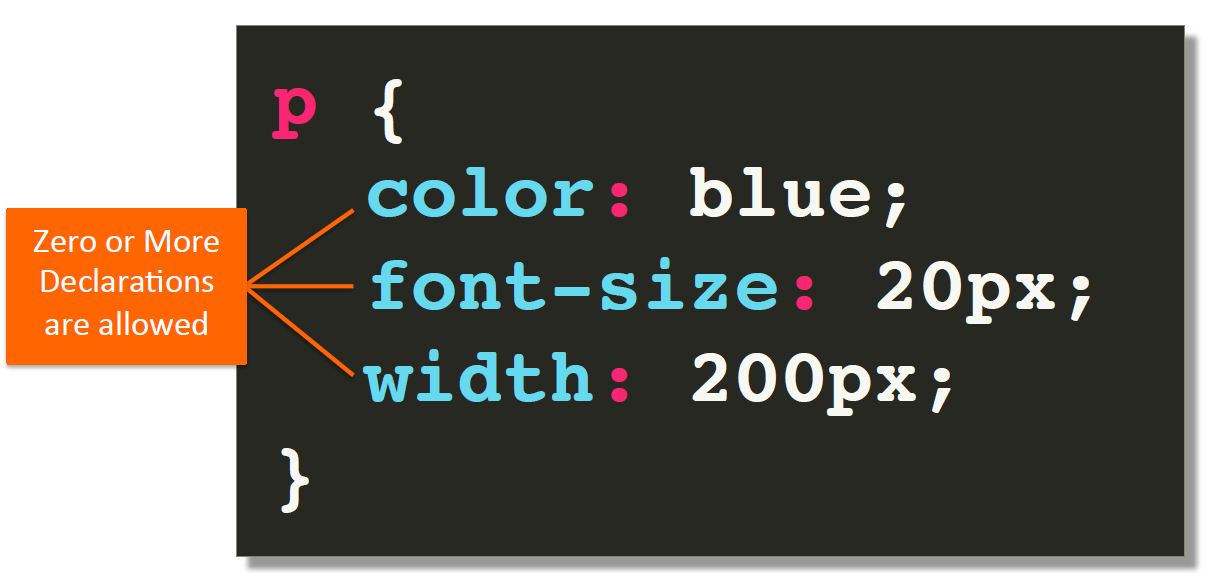 p {
color: blue;
font-size: 20px;
width: 200px;
}
Zero or More
Declarations
are allowed